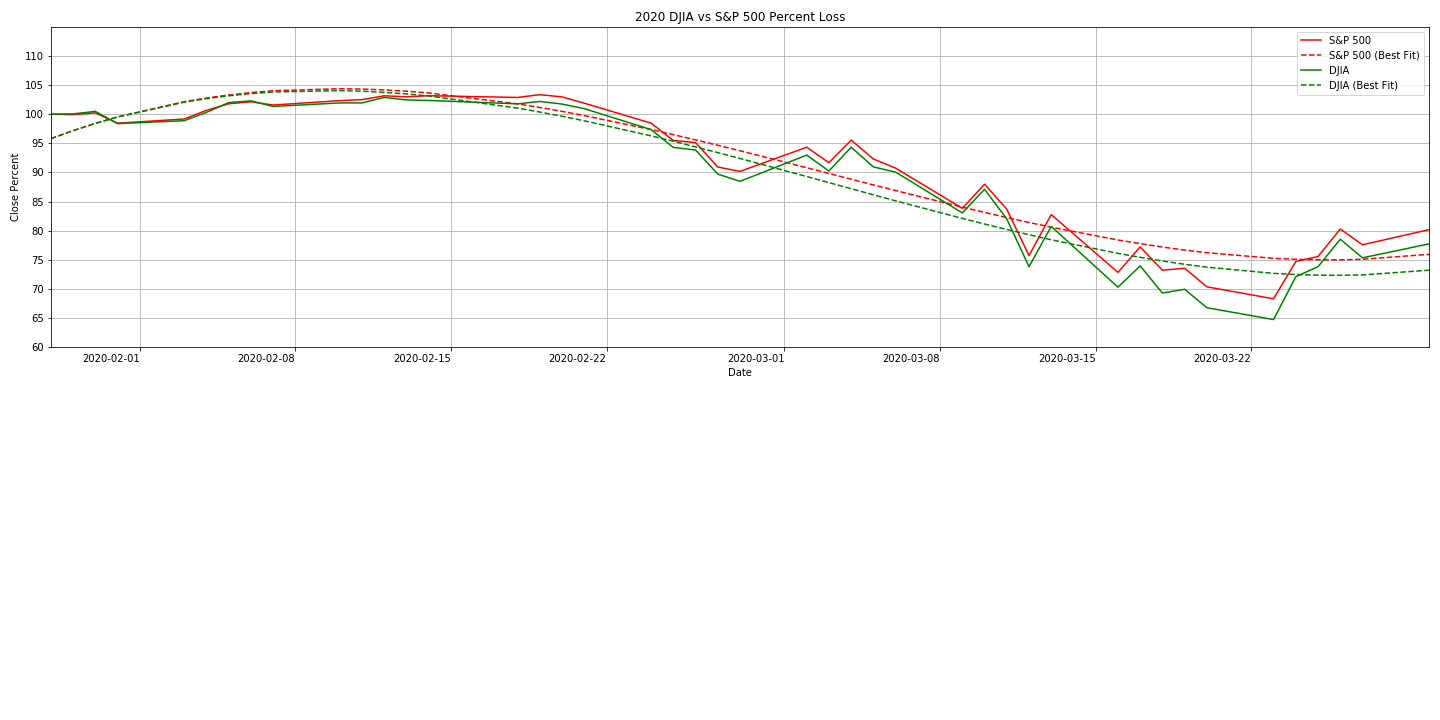 2020 DJIA vs S&P 500 Percent Loss
S&P 500
S&P 500 (Best Fit)
DJIA
DJIA (Best Fit)
Close Percent
110
105
100
95
90
85
80
75
70
65
60
2020-02-01 2020-02-08 2020-02-15 2020-02-22 2020-03-01 2020-03-08 2020-03-15 2020-03-22
Date